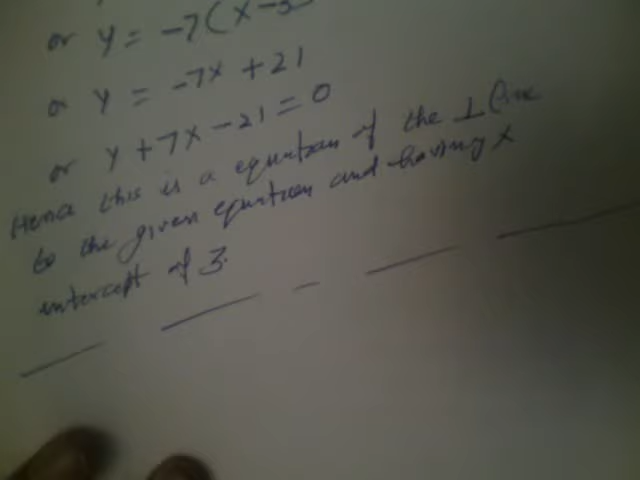 or y = -7(x-3
or y = -7x + 21
or y + 7x - 21 = 0
Hence this is a equation of the ⊥ line
to the given equation and having x
intercept of 3.